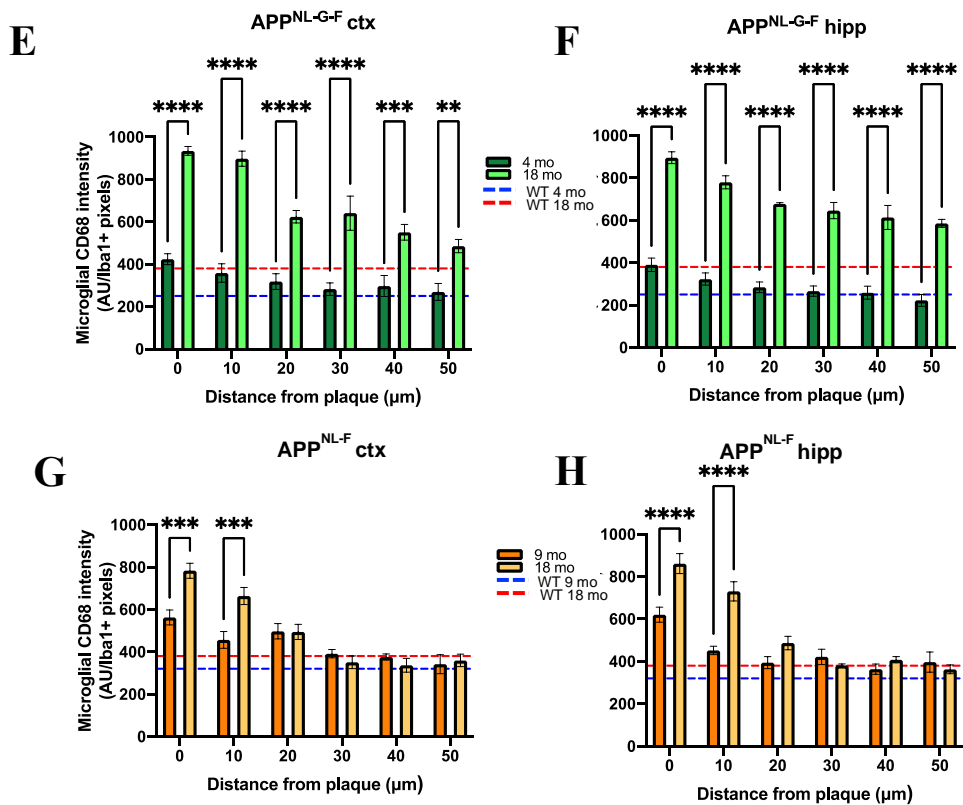 E
APP^NL-G-F ctx
Microglial CD68 intensity
(AU/Iba1+ pixels)
1000
800
600
400
200
0
**** **** **** **** *** **
0 10 20 30 40 50
Distance from plaque (µm)
4 mo
18 mo
WT 4 mo
WT 18 mo
F
APP^NL-G-F hipp
1000
800
600
400
200
0
**** **** **** **** **** ****
0 10 20 30 40 50
Distance from plaque (µm)
G
APP^NL-F ctx
Microglial CD68 intensity
(AU/Iba1+ pixels)
1000
800
600
400
200
0
*** ***
0 10 20 30 40 50
Distance from plaque (µm)
9 mo
18 mo
WT 9 mo
WT 18 mo
H
APP^NL-F hipp
1000
800
600
400
200
0
**** ****
0 10 20 30 40 50
Distance from plaque (µm)